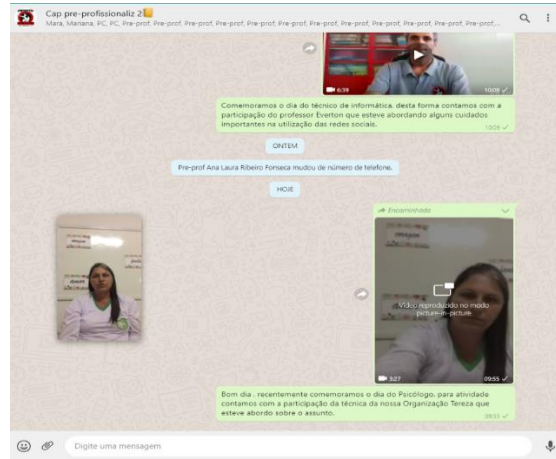 Cap pre-profissionaliz 2
Mara, Mariana, PC, PC, Pre-prof, Pre-prof, Pre-prof, Pre-prof, Pre-prof, Pre-prof, Pre-prof, Pre-prof, Pre-prof, Pre-prof, Pre-prof, Pre-prof,...
6:39
10:09
Comemoramos o dia do técnico de informática, desta forma contamos com a
participação do professor Everton que esteve abordando alguns cuidados
importantes na utilização das redes sociais.
10:09
ONTEM
Pre-prof Ana Laura Ribeiro Fonseca mudou de número de telefone.
HOJE
Encaminhada
Vídeo reproduzido no modo
picture-in-picture
3:27
09:55
Bom dia , recentemente comemoramos o dia do Psicólogo, para atividade
contamos com a participação da técnica da nossa Organização Tereza que
esteve abordo sobre o assunto.
Digite uma mensagem